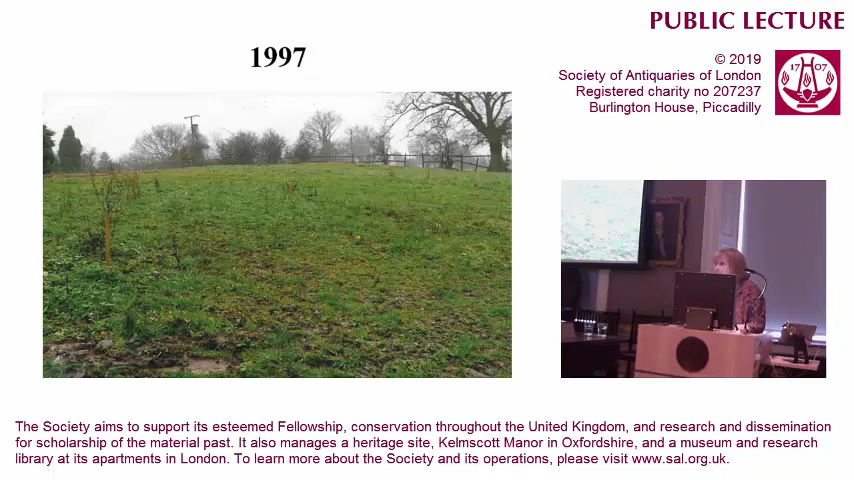 PUBLIC LECTURE
1997
© 2019
Society of Antiquaries of London
Registered charity no 207237
Burlington House, Piccadilly
17 07
The Society aims to support its esteemed Fellowship, conservation throughout the United Kingdom, and research and dissemination
for scholarship of the material past. It also manages a heritage site, Kelmscott Manor in Oxfordshire, and a museum and research
library at its apartments in London. To learn more about the Society and its operations, please visit www.sal.org.uk.